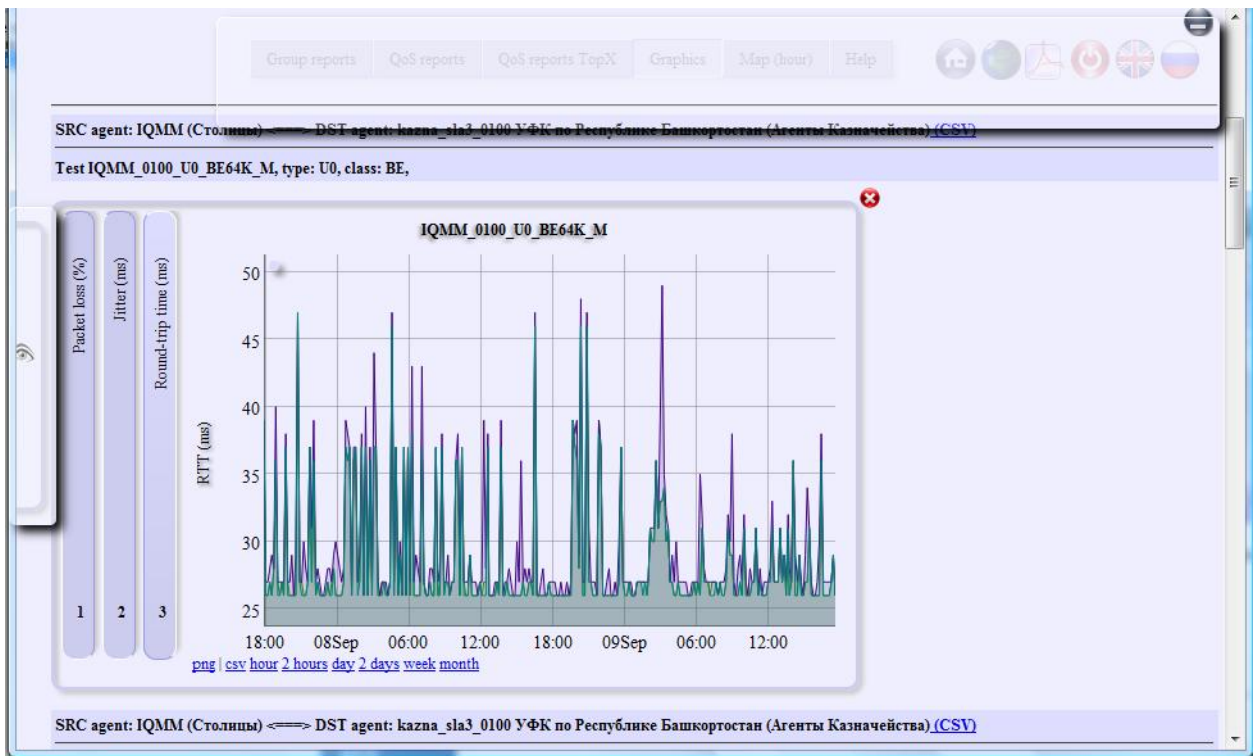 Group reports QoS reports QoS reports TopX Graphics Map (hour) Help
SRC agent: IQMM (Столицы) <===> DST agent: kazna_sla3_0100 УФК по Республике Башкортостан (Агенты Казначейства) (CSV)
Test IQMM_0100_U0_BE64K_M, type: U0, class: BE,
Packet loss (%)
1
Jitter (ms)
2
Round-trip time (ms)
3
IQMM_0100_U0_BE64K_M
RTT (ms)
50
45
40
35
30
25
18:00 08Sep 06:00 12:00 18:00 09Sep 06:00 12:00
png | csv hour 2 hours day 2 days week month
SRC agent: IQMM (Столицы) <===> DST agent: kazna_sla3_0100 УФК по Республике Башкортостан (Агенты Казначейства) (CSV)